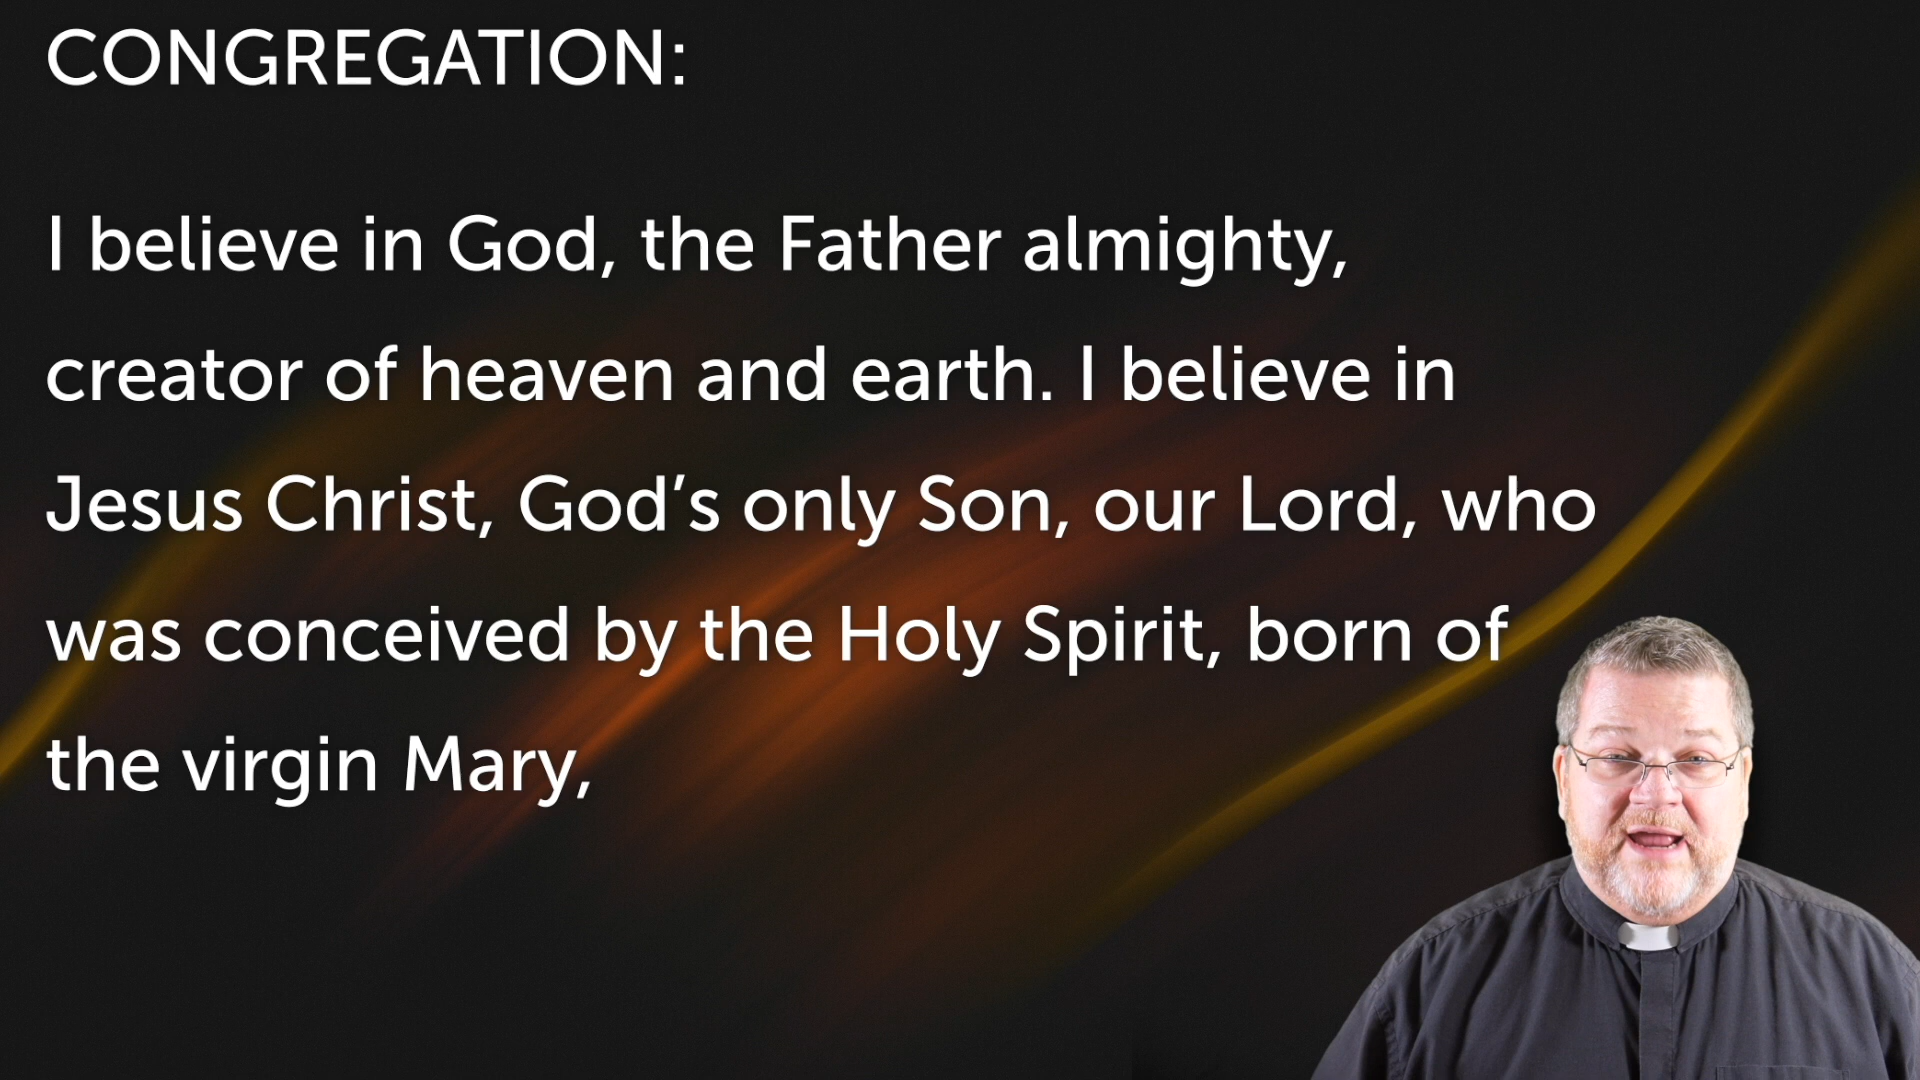 CONGREGATION:
I believe in God, the Father almighty,
creator of heaven and earth. I believe in
Jesus Christ, God’s only Son, our Lord, who
was conceived by the Holy Spirit, born of
the virgin Mary,